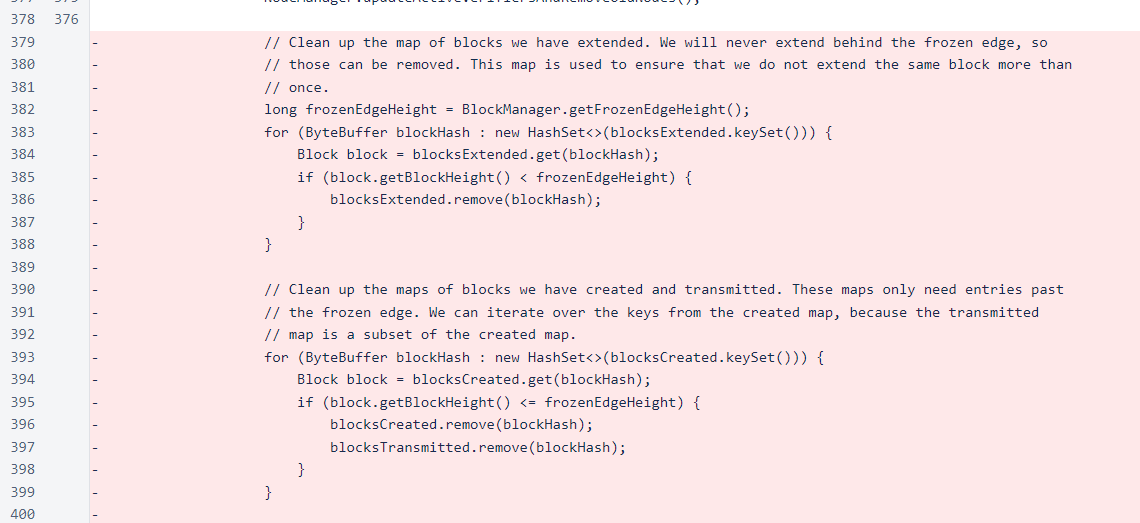 378 376
379 - // Clean up the map of blocks we have extended. We will never extend behind the frozen edge, so
380 - // those can be removed. This map is used to ensure that we do not extend the same block more than
381 - // once.
382 - long frozenEdgeHeight = BlockManager.getFrozenEdgeHeight();
383 - for (ByteBuffer blockHash : new HashSet<>(blocksExtended.keySet())) {
384 - Block block = blocksExtended.get(blockHash);
385 - if (block.getBlockHeight() < frozenEdgeHeight) {
386 - blocksExtended.remove(blockHash);
387 - }
388 - }
389 -
390 - // Clean up the maps of blocks we have created and transmitted. These maps only need entries past
391 - // the frozen edge. We can iterate over the keys from the created map, because the transmitted
392 - // map is a subset of the created map.
393 - for (ByteBuffer blockHash : new HashSet<>(blocksCreated.keySet())) {
394 - Block block = blocksCreated.get(blockHash);
395 - if (block.getBlockHeight() <= frozenEdgeHeight) {
396 - blocksCreated.remove(blockHash);
397 - blocksTransmitted.remove(blockHash);
398 - }
399 - }
400 -